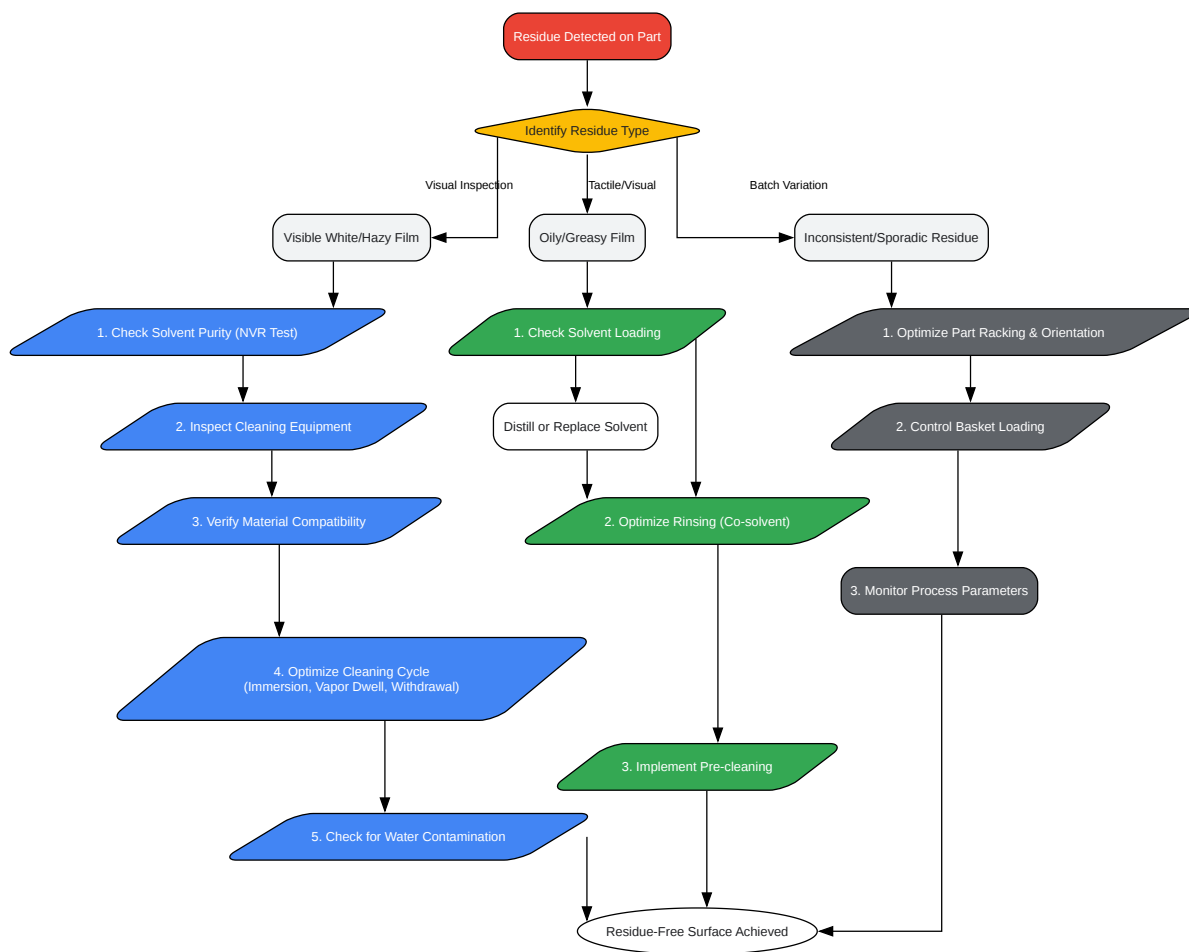 Residue Detected on Part
Identify Residue Type
Visual Inspection
Tactile/Visual
Batch Variation
Visible White/Hazy Film
Oily/Greasy Film
Inconsistent/Sporadic Residue
1. Check Solvent Purity (NVR Test)
1. Check Solvent Loading
1. Optimize Part Racking & Orientation
2. Inspect Cleaning Equipment
Distill or Replace Solvent
2. Control Basket Loading
3. Verify Material Compatibility
2. Optimize Rinsing (Co-solvent)
3. Monitor Process Parameters
4. Optimize Cleaning Cycle
(Immersion, Vapor Dwell, Withdrawal)
3. Implement Pre-cleaning
5. Check for Water Contamination
Residue-Free Surface Achieved